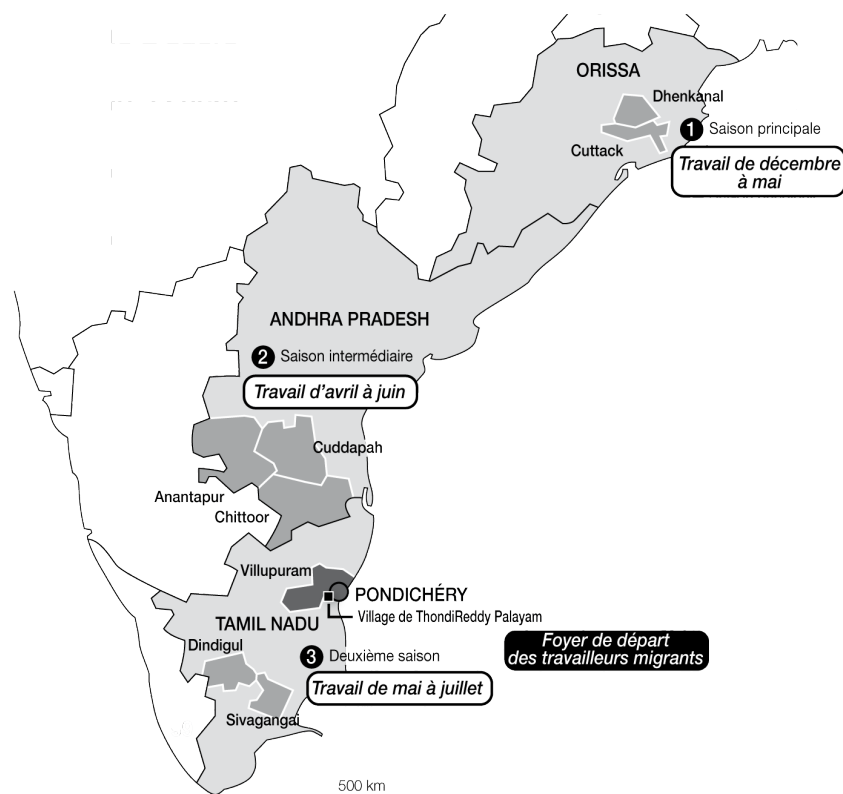 ORISSA
Dhenkanal
1 Saison principale
Cuttack
Travail de décembre
à mai
ANDHRA PRADESH
2 Saison intermédiaire
Travail d'avril à juin
Cuddapah
Anantapur
Chittoor
Villupuram
PONDICHÉRY
Village de ThondiReddy Palayam
TAMIL NADU
Foyer de départ
des travailleurs migrants
Dindigul
3 Deuxième saison
Travail de mai à juillet
Sivagangai
500 km